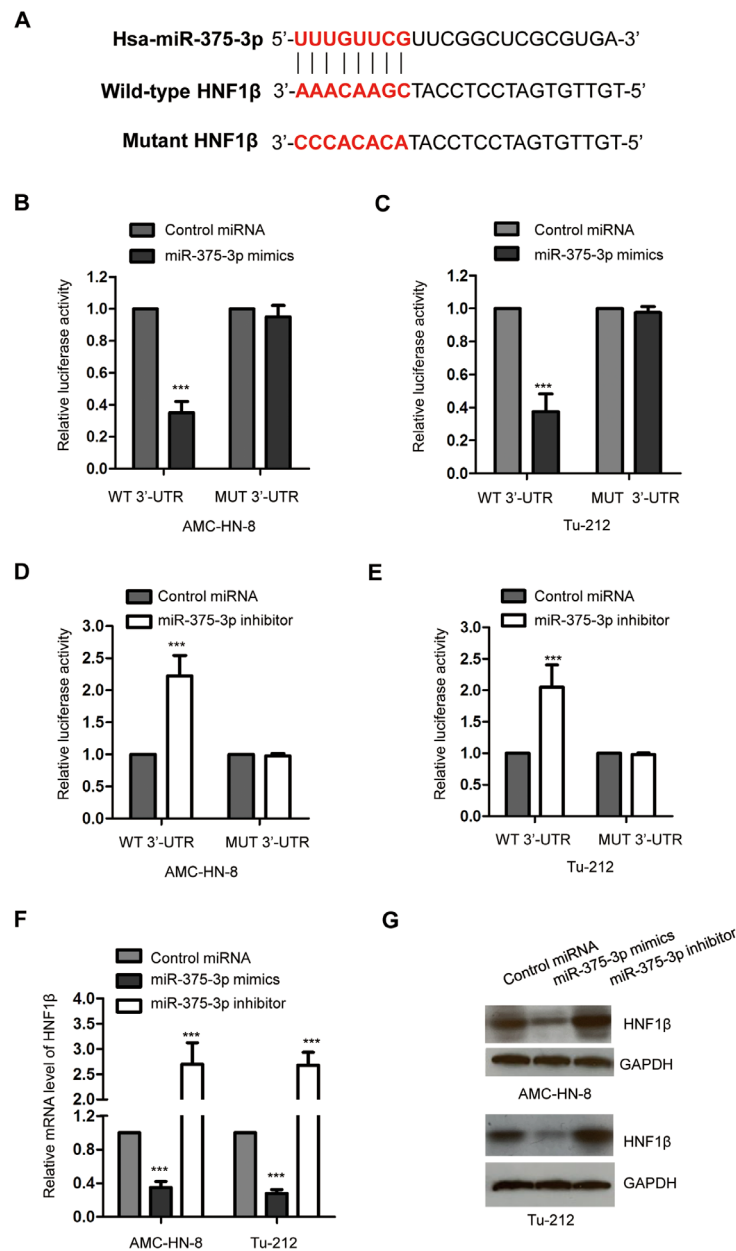 A
Hsa-miR-375-3p 5'-UUUGUUCGUUCGGCUCGCGUGA-3'
Wild-type HNF1β 3'-AAACAAGCTACCTCCTAGTGTTGT-5'
Mutant HNF1β 3'-CCCACACATACCTCCTAGTGTTGT-5'
B
Control miRNA
miR-375-3p mimics
Relative luciferase activity
1.2
1.0
0.8
0.6
0.4
0.2
0.0
***
WT 3'-UTR MUT 3'-UTR
AMC-HN-8
C
Control miRNA
miR-375-3p mimics
Relative luciferase activity
1.2
1.0
0.8
0.6
0.4
0.2
0.0
***
WT 3'-UTR MUT 3'-UTR
Tu-212
D
Control miRNA
miR-375-3p inhibitor
Relative luciferase activity
3.0
2.5
2.0
1.5
1.0
0.5
0.0
***
WT 3'-UTR MUT 3'-UTR
AMC-HN-8
E
Control miRNA
miR-375-3p inhibitor
Relative luciferase activity
3.0
2.5
2.0
1.5
1.0
0.5
0.0
***
WT 3'-UTR MUT 3'-UTR
Tu-212
F
Control miRNA
miR-375-3p mimics
miR-375-3p inhibitor
Relative mRNA level of HNF1β
4.0
3.5
3.0
2.5
2.0
1.2
0.8
0.4
0.0
***
***
***
***
AMC-HN-8 Tu-212
G
Control miRNA
miR-375-3p mimics
miR-375-3p inhibitor
HNF1β
GAPDH
AMC-HN-8
HNF1β
GAPDH
Tu-212